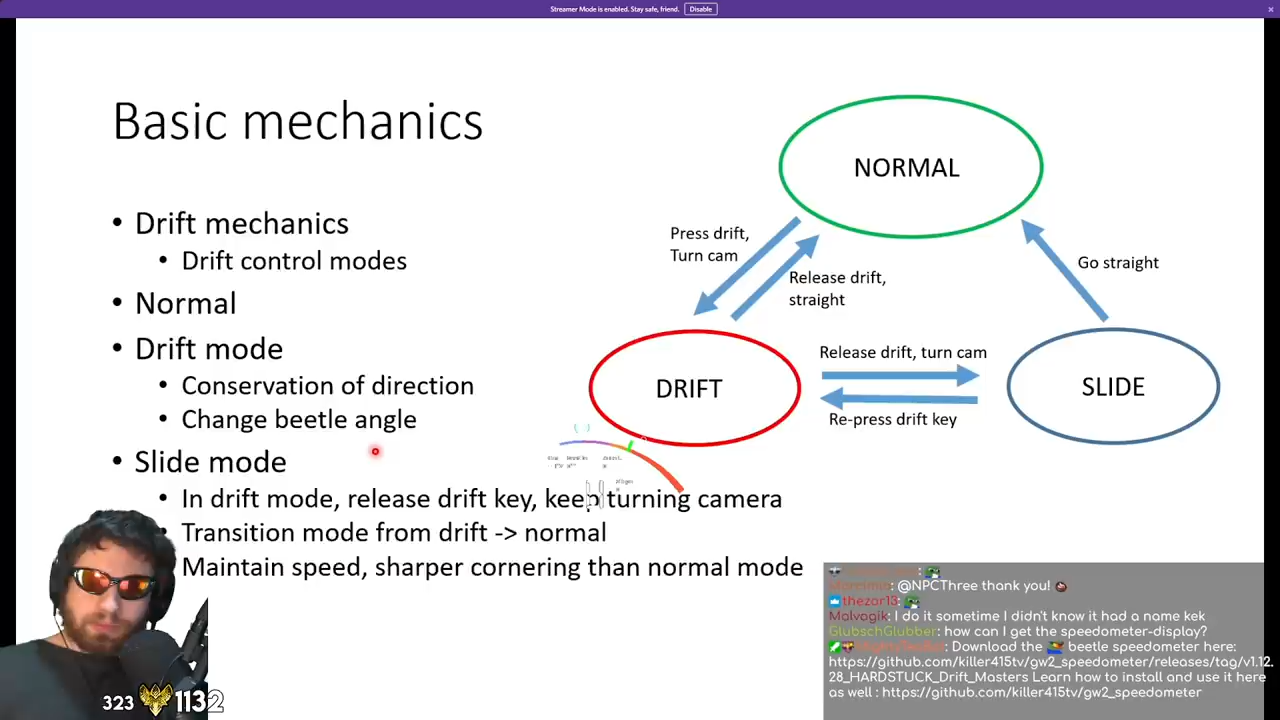 Streamer Mode is enabled. Stay safe, friend. Disable
Basic mechanics
• Drift mechanics
• Drift control modes
• Normal
• Drift mode
• Conservation of direction
• Change beetle angle
• Slide mode
• In drift mode, release drift key, keep turning camera
Transition mode from drift -> normal
Maintain speed, sharper cornering than normal mode
NORMAL
Press drift,
Turn cam
Release drift,
straight
Go straight
DRIFT
Release drift, turn cam
Re-press drift key
SLIDE
323 1132
@NPCThree thank you!
thezor13:
Malvagik: I do it sometime I didn't know it had a name kek
GlubschGlubber: how can I get the speedometer-display?
Download the beetle speedometer here:
https://github.com/killer415tv/gw2_speedometer/releases/tag/v1.12.
28_HARDSTUCK_Drift_Masters Learn how to install and use it here
as well : https://github.com/killer415tv/gw2_speedometer